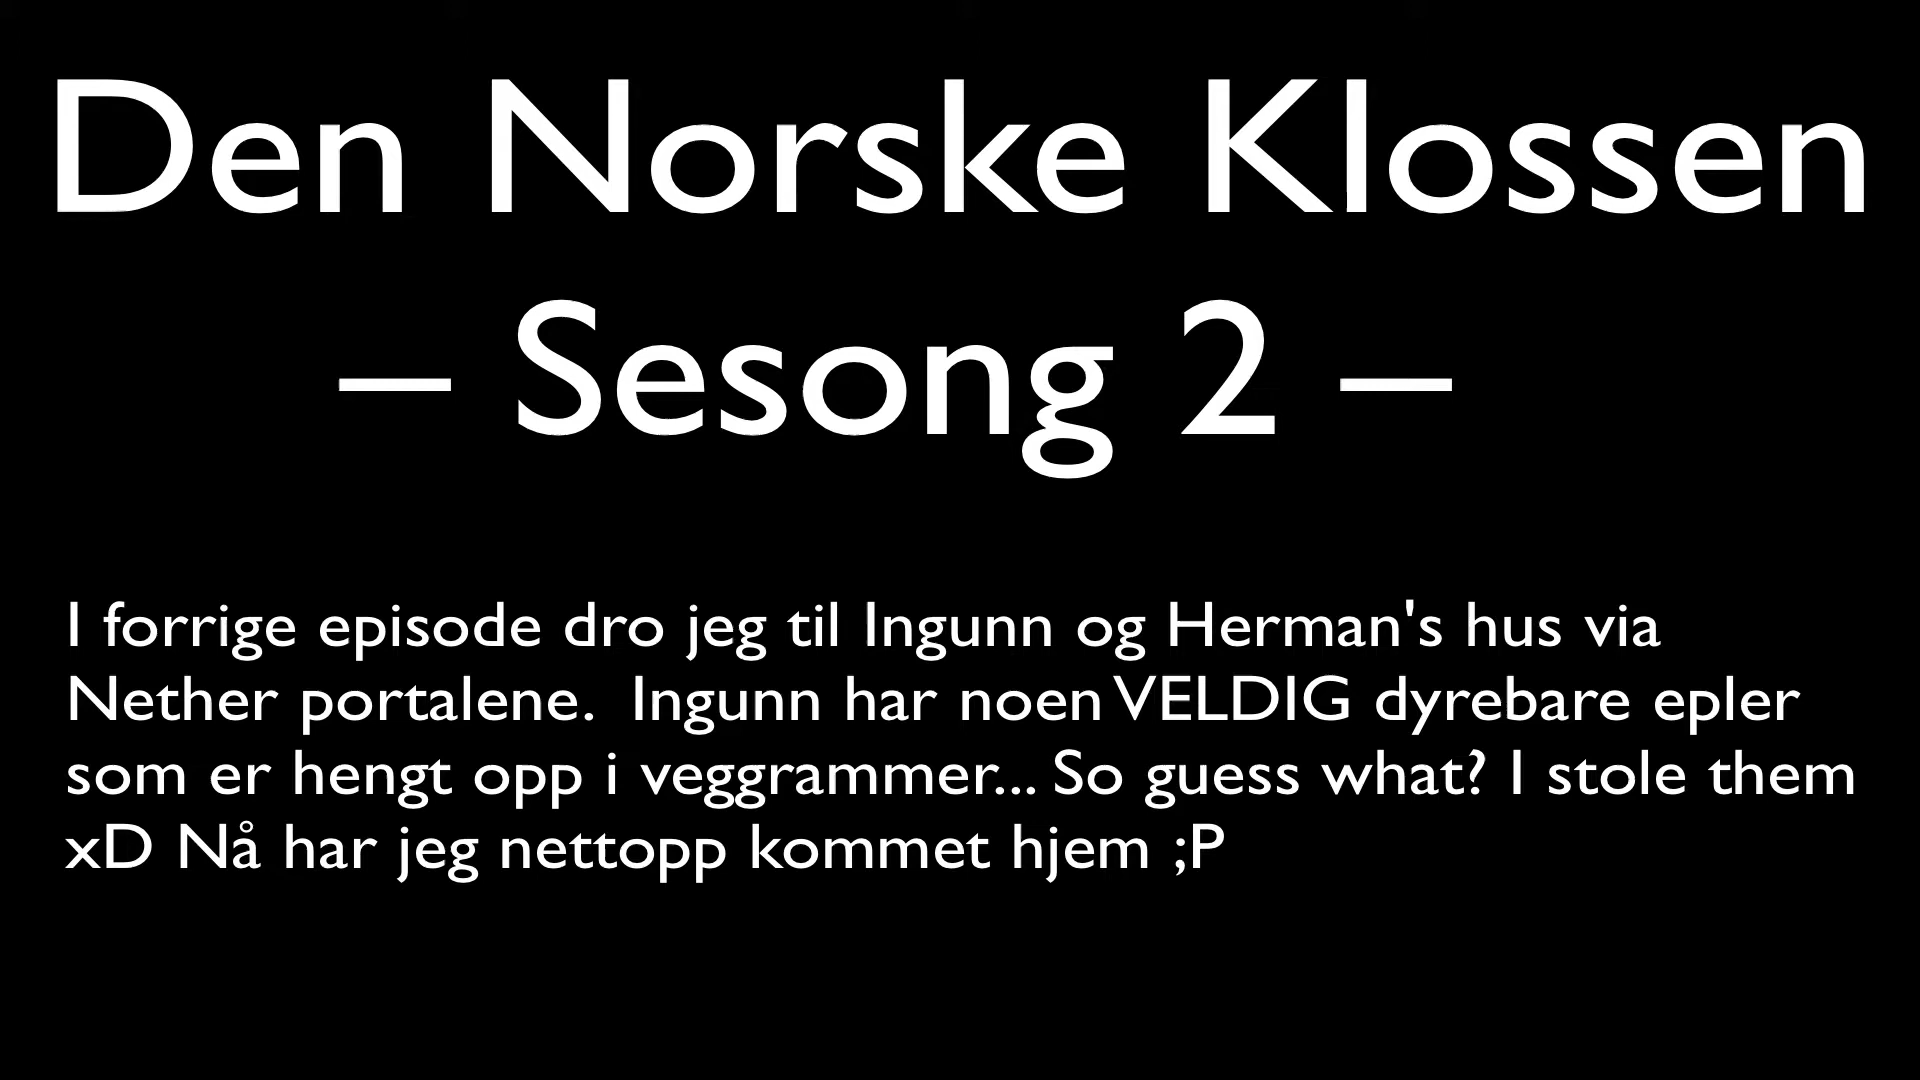 Den Norske Klossen
– Sesong 2 –
I forrige episode dro jeg til Ingunn og Herman's hus via
Nether portalene.  Ingunn har noen VELDIG dyrebare epler
som er hengt opp i veggrammer... So guess what? I stole them
xD Nå har jeg nettopp kommet hjem ;P